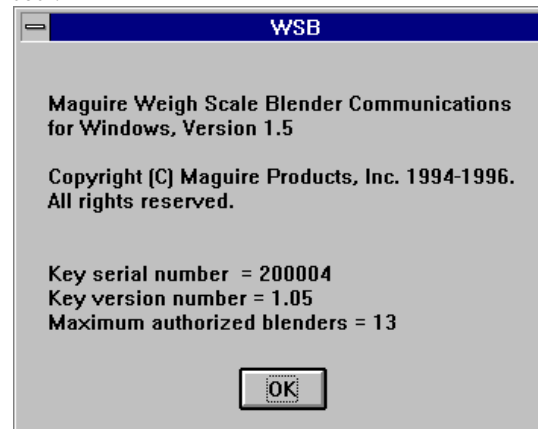 WSB
Maguire Weigh Scale Blender Communications
for Windows, Version 1.5
Copyright (C) Maguire Products, Inc. 1994-1996.
All rights reserved.
Key serial number = 200004
Key version number = 1.05
Maximum authorized blenders = 13
OK